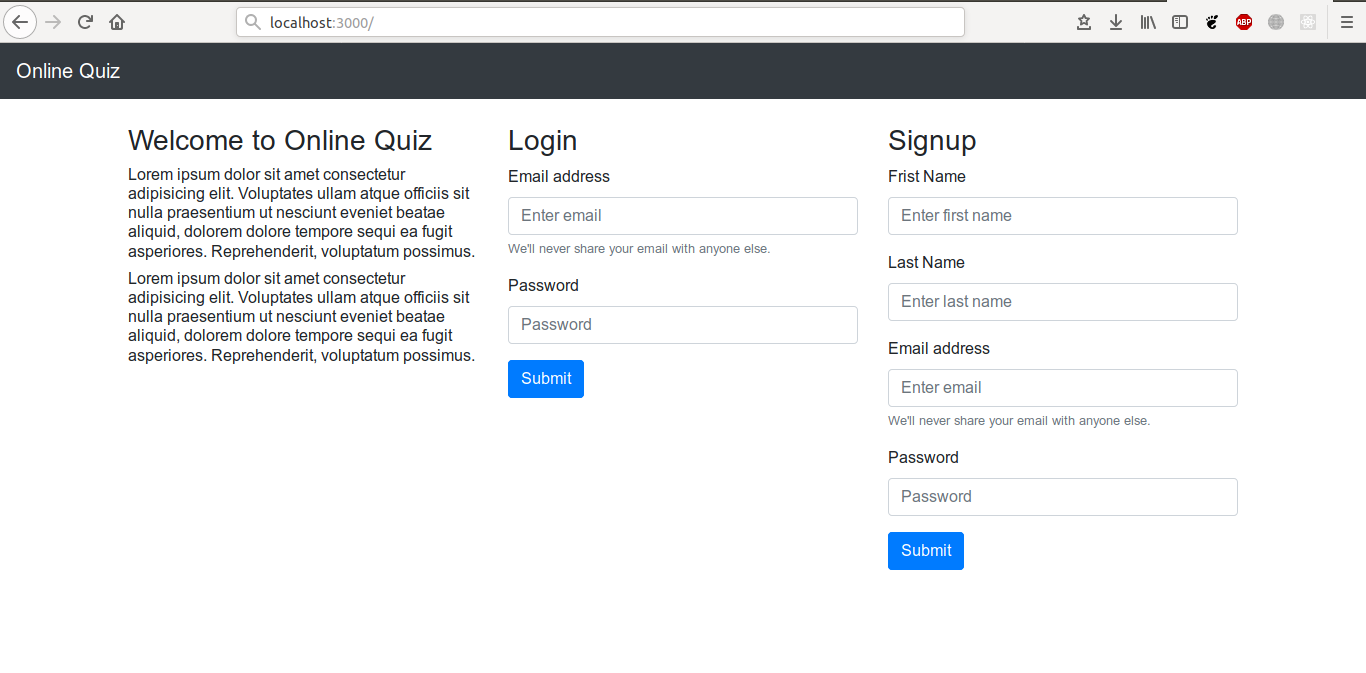 localhost:3000/
ABP
Online Quiz
Welcome to Online Quiz
Lorem ipsum dolor sit amet consectetur
adipisicing elit. Voluptates ullam atque officiis sit
nulla praesentium ut nesciunt eveniet beatae
aliquid, dolorem dolore tempore sequi ea fugit
asperiores. Reprehenderit, voluptatum possimus.
Lorem ipsum dolor sit amet consectetur
adipisicing elit. Voluptates ullam atque officiis sit
nulla praesentium ut nesciunt eveniet beatae
aliquid, dolorem dolore tempore sequi ea fugit
asperiores. Reprehenderit, voluptatum possimus.
Login
Email address
Enter email
We'll never share your email with anyone else.
Password
Password
Submit
Signup
Frist Name
Enter first name
Last Name
Enter last name
Email address
Enter email
We'll never share your email with anyone else.
Password
Password
Submit